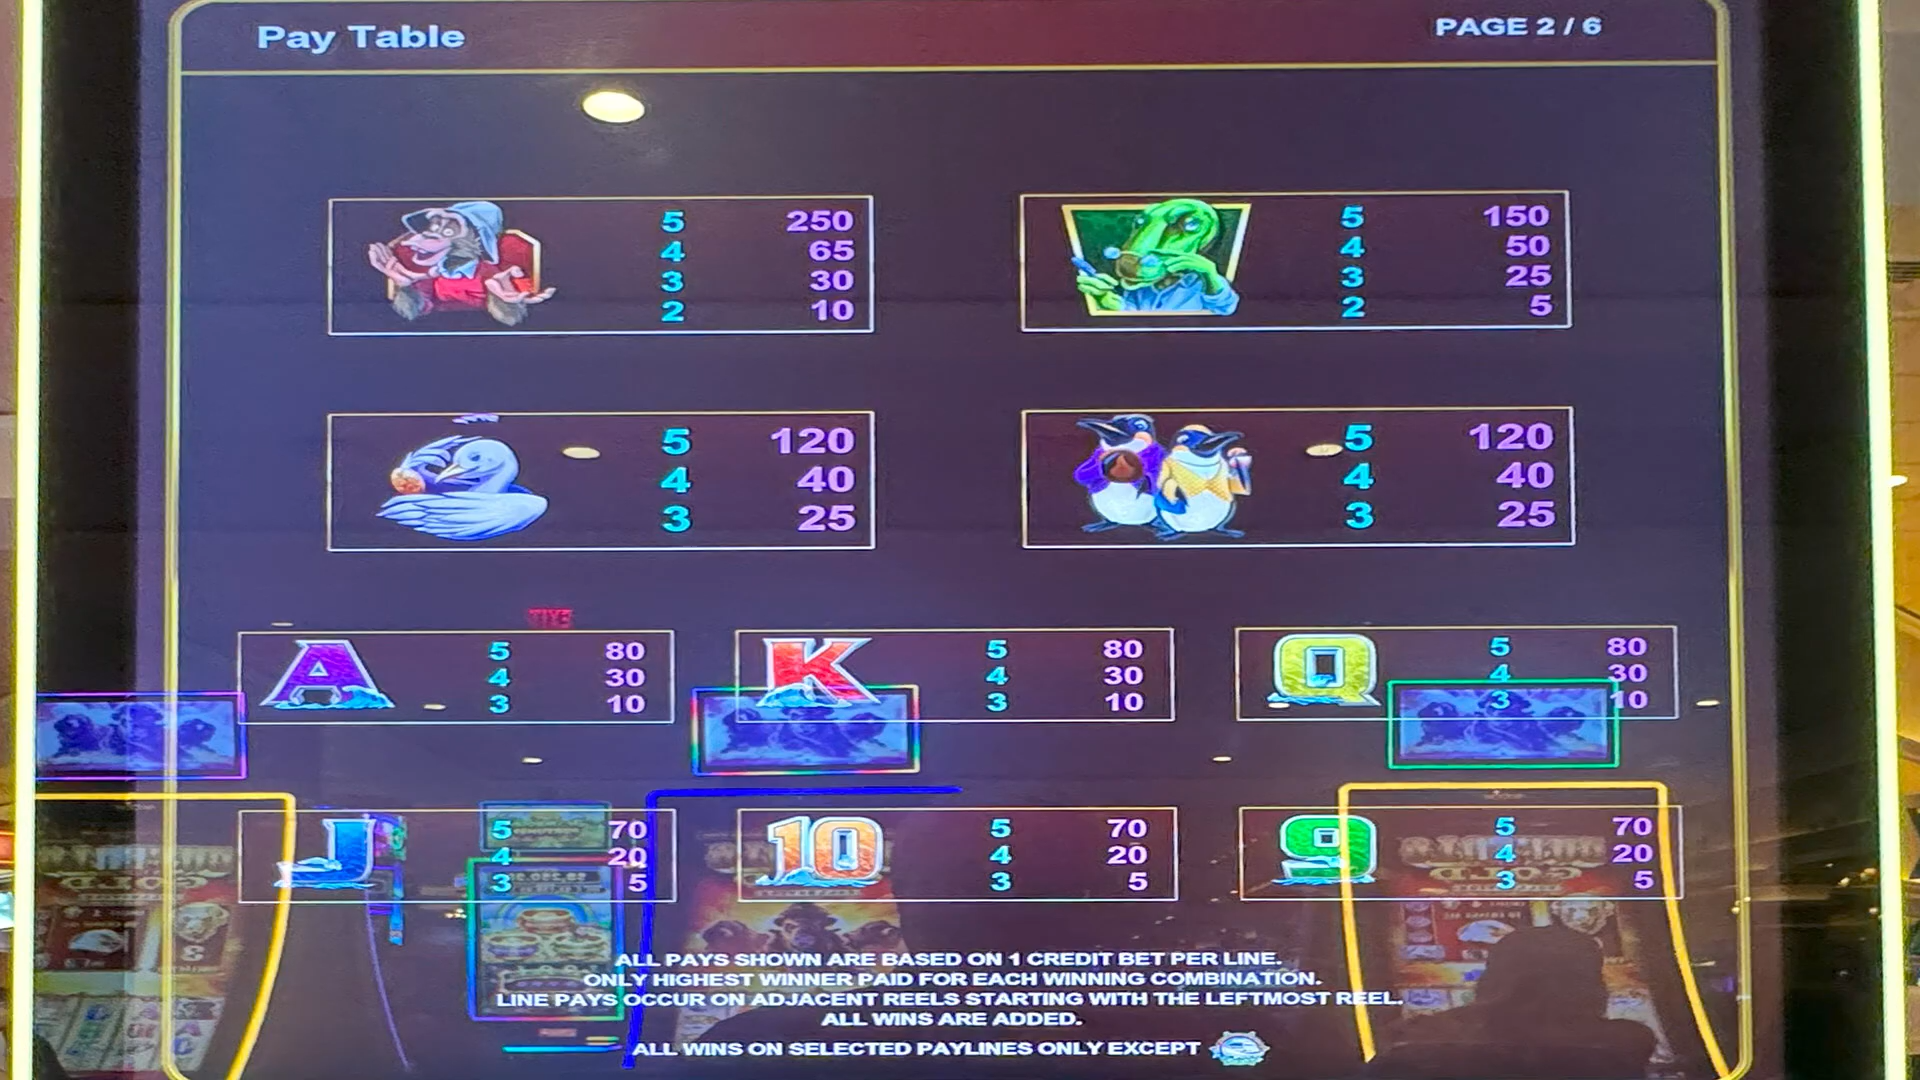 Pay Table
PAGE 2 / 6
5 250
4 65
3 30
2 10
5 150
4 50
3 25
2 5
5 120
4 40
3 25
5 120
4 40
3 25
A 5 80
4 30
3 10
K 5 80
4 30
3 10
Q 5 80
4 30
3 10
J 5 70
4 20
3 5
10 5 70
4 20
3 5
9 5 70
4 20
3 5
ALL PAYS SHOWN ARE BASED ON 1 CREDIT BET PER LINE.
ONLY HIGHEST WINNER PAID FOR EACH WINNING COMBINATION.
LINE PAYS OCCUR ON ADJACENT REELS STARTING WITH THE LEFTMOST REEL.
ALL WINS ARE ADDED.
ALL WINS ON SELECTED PAYLINES ONLY EXCEPT